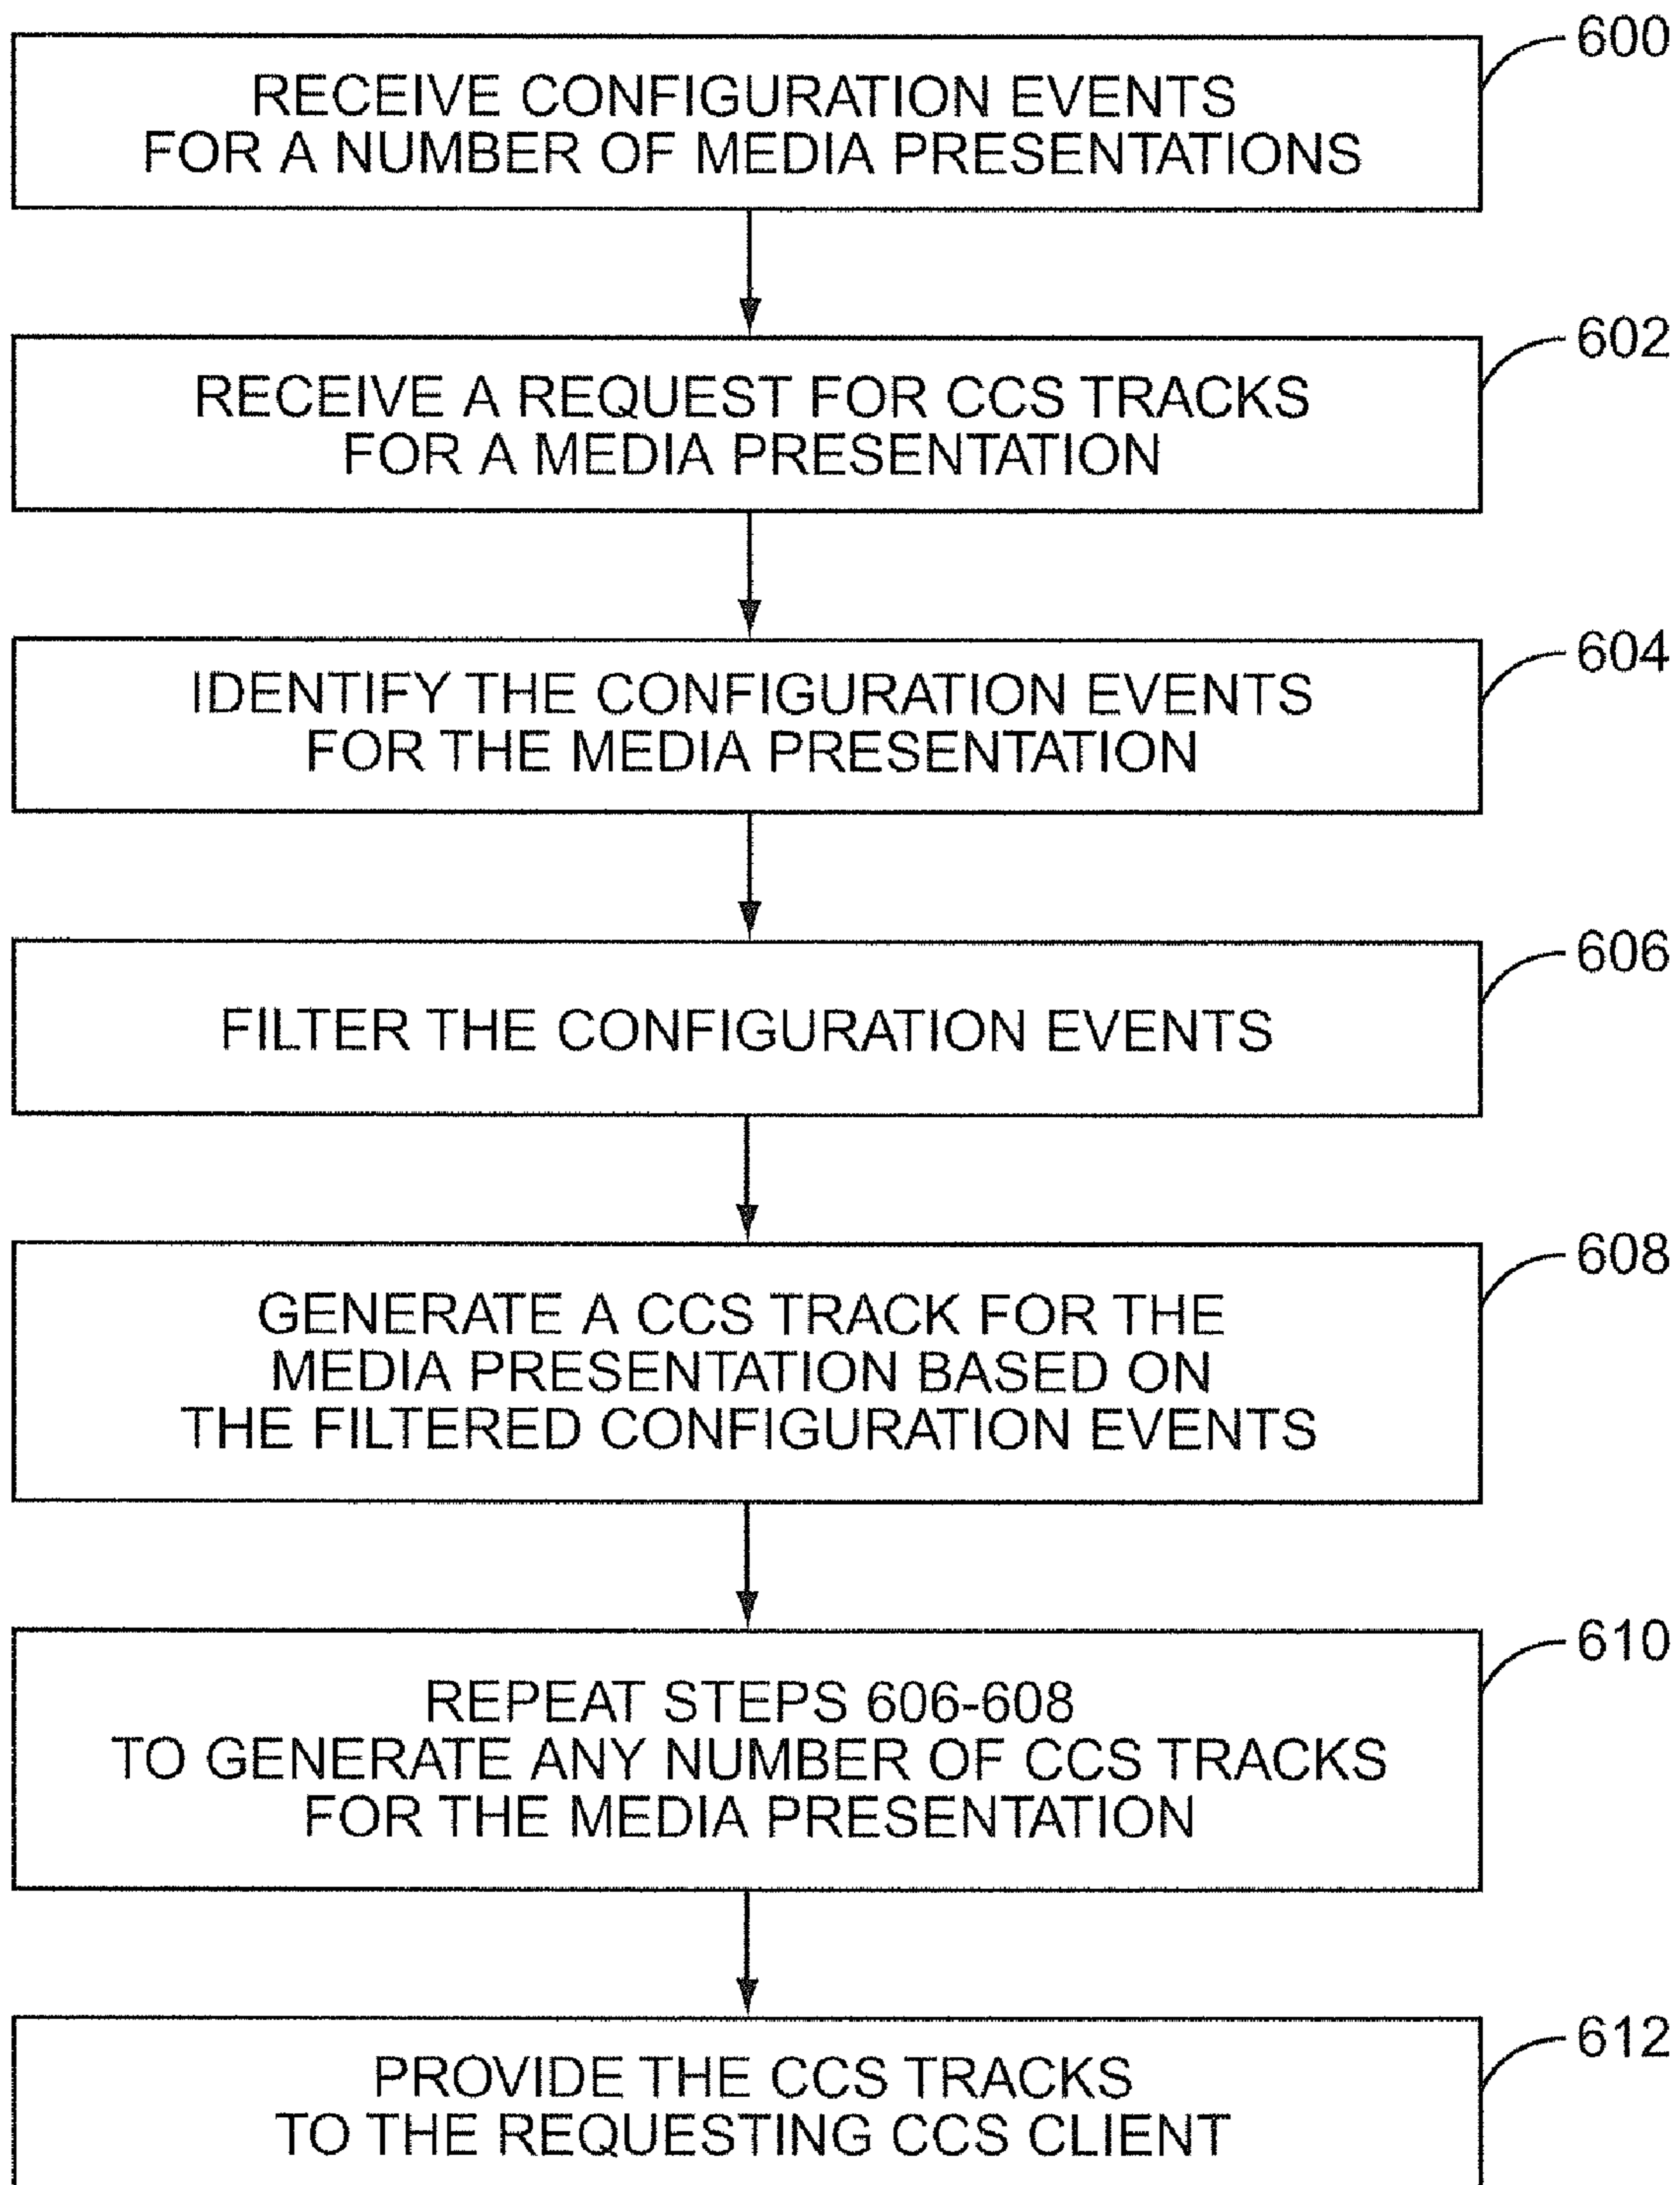 600
RECEIVE CONFIGURATION EVENTS
FOR A NUMBER OF MEDIA PRESENTATIONS
602
RECEIVE A REQUEST FOR CCS TRACKS
FOR A MEDIA PRESENTATION
604
IDENTIFY THE CONFIGURATION EVENTS
FOR THE MEDIA PRESENTATION
606
FILTER THE CONFIGURATION EVENTS
608
GENERATE A CCS TRACK FOR THE
MEDIA PRESENTATION BASED ON
THE FILTERED CONFIGURATION EVENTS
610
REPEAT STEPS 606-608
TO GENERATE ANY NUMBER OF CCS TRACKS
FOR THE MEDIA PRESENTATION
612
PROVIDE THE CCS TRACKS
TO THE REQUESTING CCS CLIENT